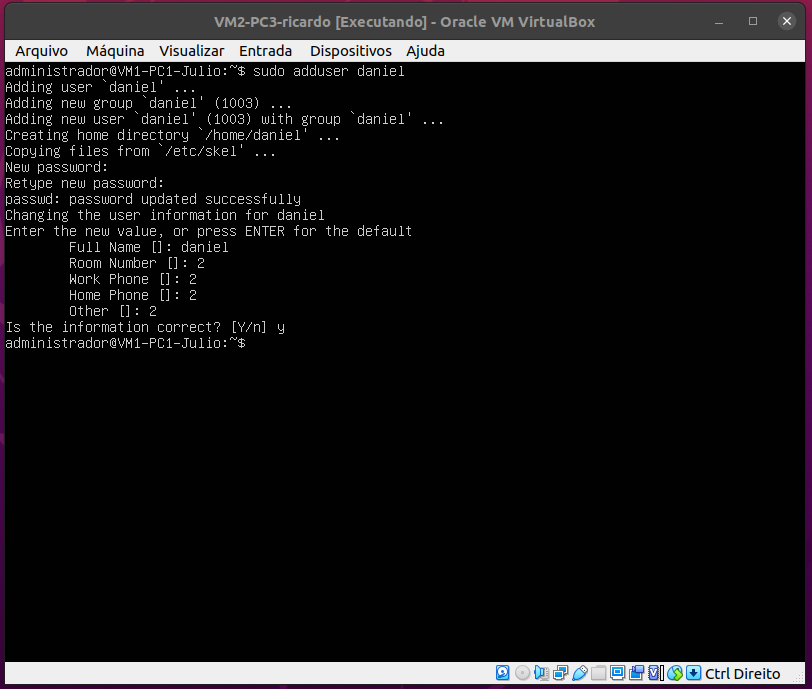 VM2-PC3-ricardo [Executando] - Oracle VM VirtualBox
Arquivo Máquina Visualizar Entrada Dispositivos Ajuda
administrador@VM1-PC1-Julio:~$ sudo adduser daniel
Adding user `daniel' ...
Adding new group `daniel' (1003) ...
Adding new user `daniel' (1003) with group `daniel' ...
Creating home directory `/home/daniel' ...
Copying files from `/etc/skel' ...
New password:
Retype new password:
passwd: password updated successfully
Changing the user information for daniel
Enter the new value, or press ENTER for the default
        Full Name []: daniel
        Room Number []: 2
        Work Phone []: 2
        Home Phone []: 2
        Other []: 2
Is the information correct? [Y/n] y
administrador@VM1-PC1-Julio:~$
Ctrl Direito